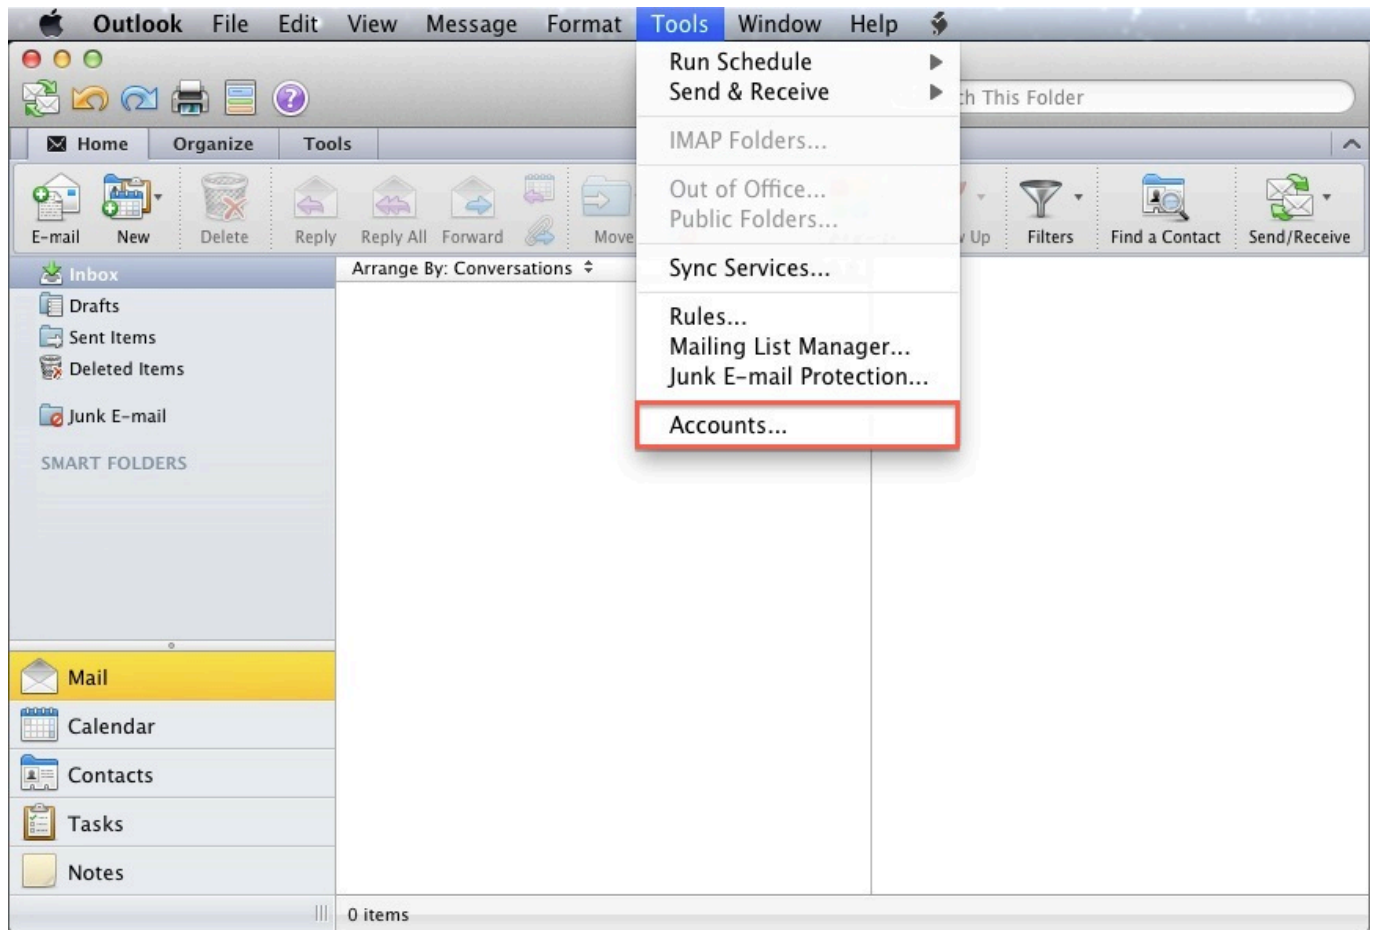 Outlook File Edit View Message Format Tools Window Help
Run Schedule
Send & Receive
IMAP Folders...
Out of Office...
Public Folders...
Sync Services...
Rules...
Mailing List Manager...
Junk E-mail Protection...
Accounts...
This Folder
Home Organize Tools
E-mail New Delete Reply Reply All Forward Move Up Filters Find a Contact Send/Receive
Inbox
Drafts
Sent Items
Deleted Items
Junk E-mail
SMART FOLDERS
Arrange By: Conversations
Mail
Calendar
Contacts
Tasks
Notes
0 items